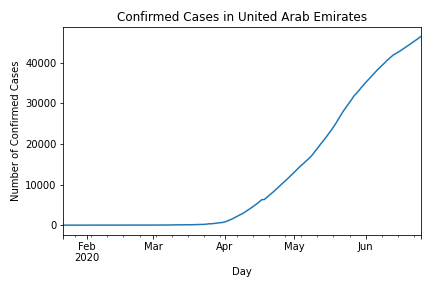 Confirmed Cases in United Arab Emirates
Number of Confirmed Cases
40000
30000
20000
10000
0
Feb
2020
Mar
Apr
May
Jun
Day